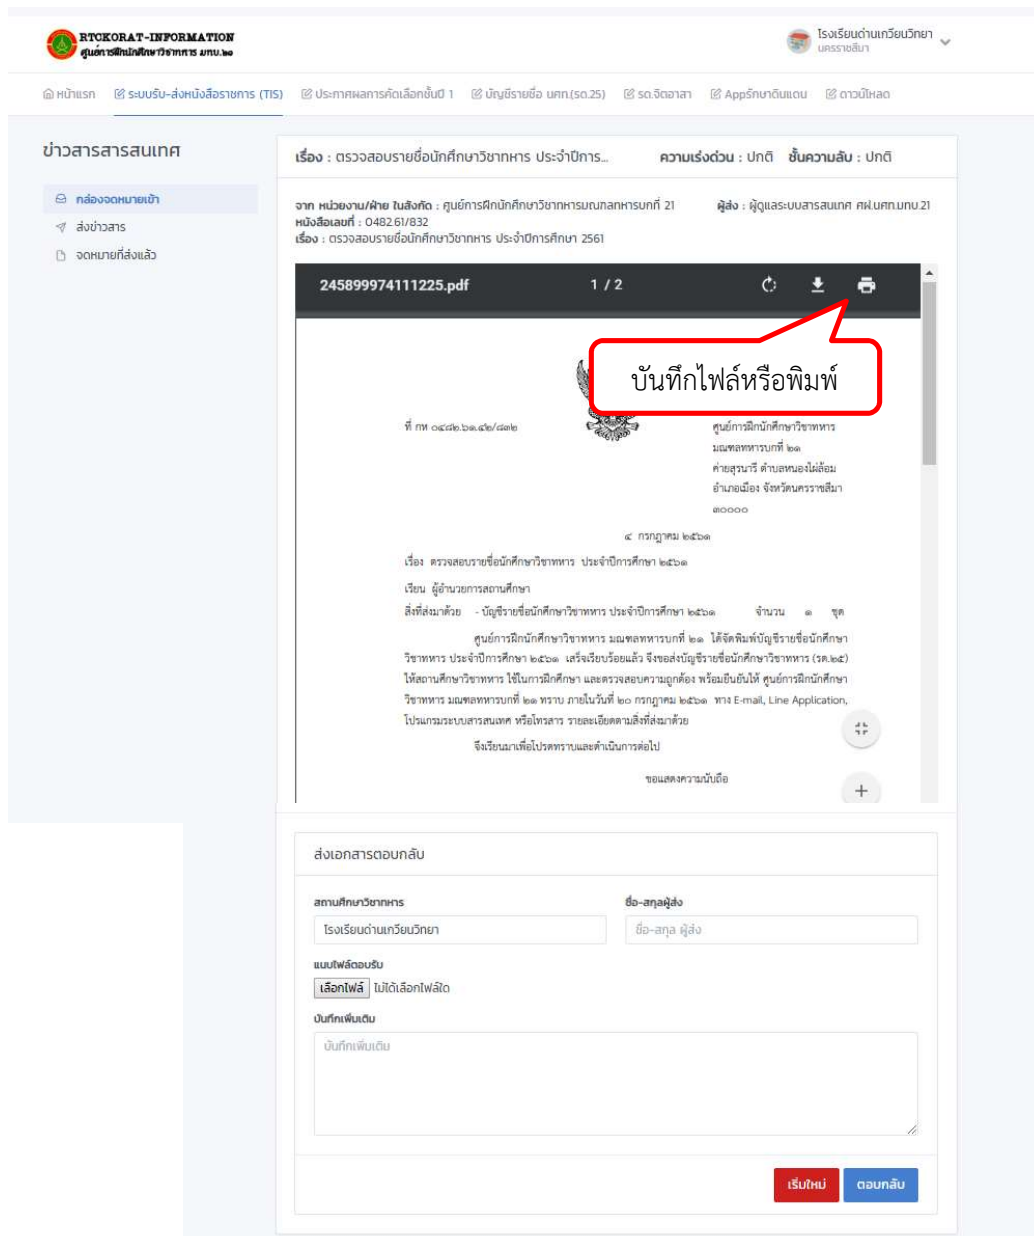 RTCKORAT-INFORMATION
ศูนย์การฝึกนักศึกษาวิชาทหาร มทบ.๒๑
โรงเรียนด่านเกวียนวิทยา
นครราชสีมา
หน้าแรก ระบบรับ-ส่งหนังสือราชการ (TIS) ประกาศผลการคัดเลือกชั้นปี 1 บัญชีรายชื่อ นศท.(รด.25) รด.จิตอาสา Appรักษาดินแดน ดาวน์โหลด
ข่าวสารสารสนเทศ
กล่องจดหมายเข้า
ส่งข่าวสาร
จดหมายที่ส่งแล้ว
เรื่อง : ตรวจสอบรายชื่อนักศึกษาวิชาทหาร ประจำปีการ... ความเร่งด่วน : ปกติ ชั้นความลับ : ปกติ
จาก หน่วยงาน/ฝ่าย ในสังกัด : ศูนย์การฝึกนักศึกษาวิชาทหารมณฑลทหารบกที่ 21 ผู้ส่ง : ผู้ดูแลระบบสารสนเทศ ศฝ.นศท.มทบ.21
หนังสือเลขที่ : 0482.61/832
เรื่อง : ตรวจสอบรายชื่อนักศึกษาวิชาทหาร ประจำปีการศึกษา 2561
245899974111225.pdf 1 / 2
บันทึกไฟล์หรือพิมพ์
ที่ กห ๐๔๘๒.๖๑.๔๒/๘๓๒
ศูนย์การฝึกนักศึกษาวิชาทหาร
มณฑลทหารบกที่ ๒๑
ค่ายสุรนารี ตำบลหนองไผ่ล้อม
อำเภอเมือง จังหวัดนครราชสีมา
๓๐๐๐๐
๔ กรกฎาคม ๒๕๖๑
เรื่อง ตรวจสอบรายชื่อนักศึกษาวิชาทหาร ประจำปีการศึกษา ๒๕๖๑
เรียน ผู้อำนวยการสถานศึกษา
สิ่งที่ส่งมาด้วย - บัญชีรายชื่อนักศึกษาวิชาทหาร ประจำปีการศึกษา ๒๕๖๑ จำนวน ๑ ชุด
ศูนย์การฝึกนักศึกษาวิชาทหาร มณฑลทหารบกที่ ๒๑ ได้จัดพิมพ์บัญชีรายชื่อนักศึกษา
วิชาทหาร ประจำปีการศึกษา ๒๕๖๑ เสร็จเรียบร้อยแล้ว จึงขอส่งบัญชีรายชื่อนักศึกษาวิชาทหาร (รด.๒๕)
ให้สถานศึกษาวิชาทหาร ใช้ในการฝึกศึกษา และตรวจสอบความถูกต้อง พร้อมยืนยันให้ ศูนย์การฝึกนักศึกษา
วิชาทหาร มณฑลทหารบกที่ ๒๑ ทราบ ภายในวันที่ ๒๐ กรกฎาคม ๒๕๖๑ ทาง E-mail, Line Application,
โปรแกรมระบบสารสนเทศ หรือโทรสาร รายละเอียดตามสิ่งที่ส่งมาด้วย
จึงเรียนมาเพื่อโปรดทราบและดำเนินการต่อไป
ขอแสดงความนับถือ
ส่งเอกสารตอบกลับ
สถานศึกษาวิชาทหาร ชื่อ-สกุลผู้ส่ง
โรงเรียนด่านเกวียนวิทยา ชื่อ-สกุล ผู้ส่ง
แนบไฟล์ตอบรับ
เลือกไฟล์ ไม่ได้เลือกไฟล์ใด
บันทึกเพิ่มเติม
บันทึกเพิ่มเติม
เริ่มใหม่ ตอบกลับ